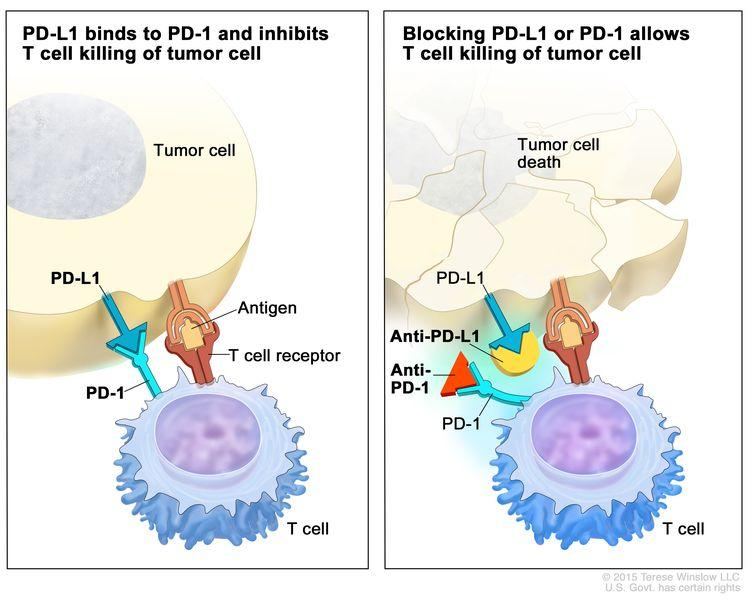 PD-L1 binds to PD-1 and inhibits
T cell killing of tumor cell
Tumor cell
PD-L1
Antigen
T cell receptor
PD-1
T cell
Blocking PD-L1 or PD-1 allows
T cell killing of tumor cell
Tumor cell
death
PD-L1
Anti-PD-L1
Anti-
PD-1
PD-1
T cell
© 2015 Terese Winslow LLC
U.S. Govt. has certain rights